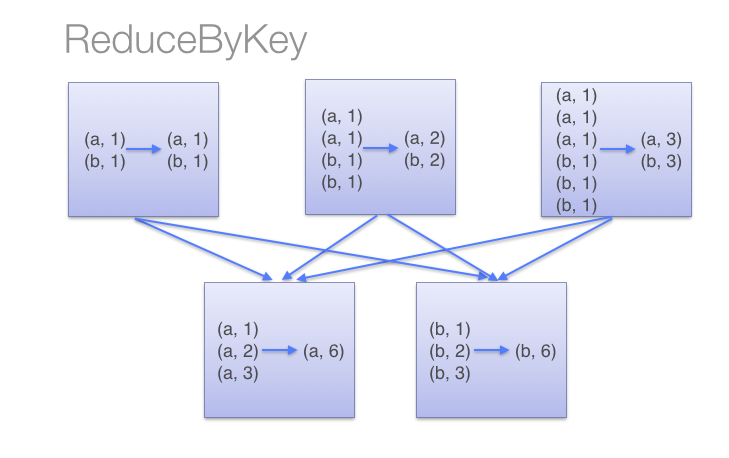 ReduceByKey
(a, 1) (a, 1)
(b, 1) (b, 1)
(a, 1)
(a, 1) (a, 2)
(b, 1) (b, 2)
(b, 1)
(a, 1)
(a, 1)
(a, 1) (a, 3)
(b, 1) (b, 3)
(b, 1)
(b, 1)
(a, 1)
(a, 2) (a, 6)
(a, 3)
(b, 1)
(b, 2) (b, 6)
(b, 3)